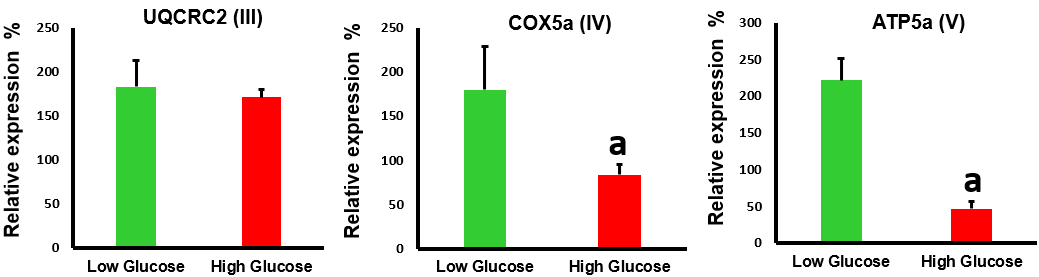 UQCRC2 (III)
Relative expression %
250
200
150
100
50
0
Low Glucose
High Glucose
COX5a (IV)
Relative expression %
250
200
150
100
50
0
a
Low Glucose
High Glucose
ATP5a (V)
Relative expression %
300
250
200
150
100
50
0
a
Low Glucose
High Glucose